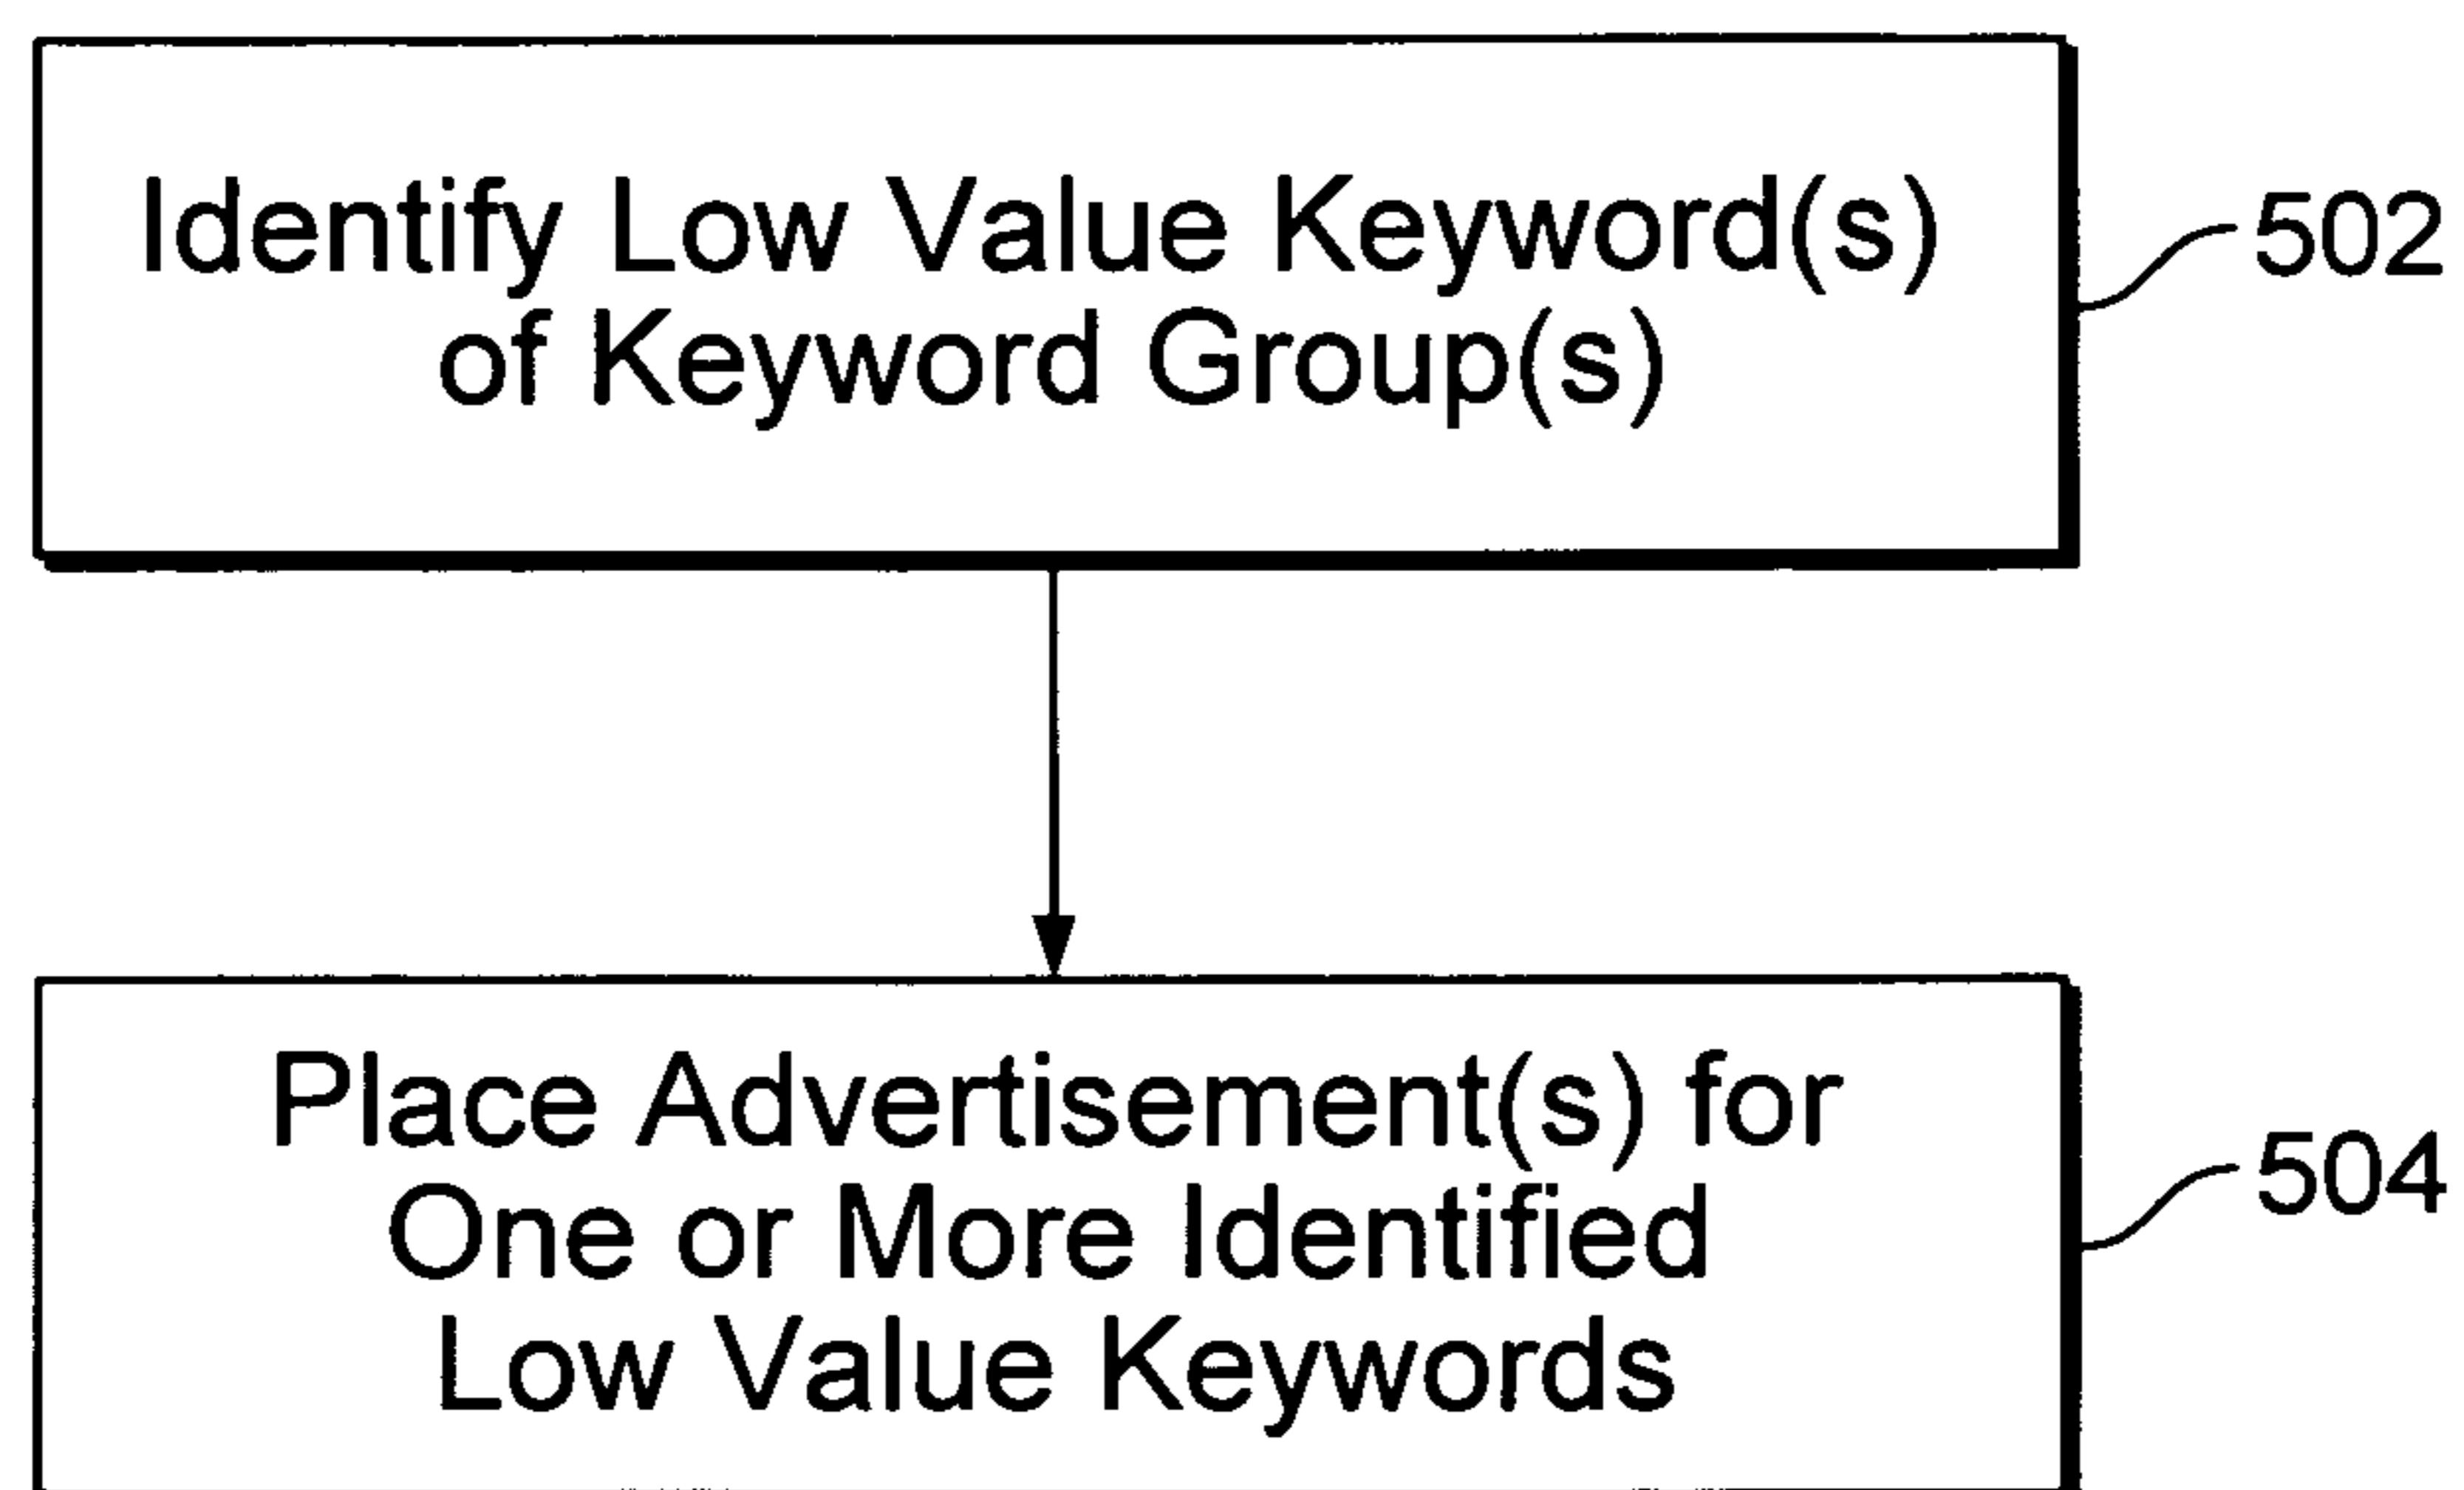 Identify Low Value Keyword(s)
of Keyword Group(s)
502
Place Advertisement(s) for
One or More Identified
Low Value Keywords
504